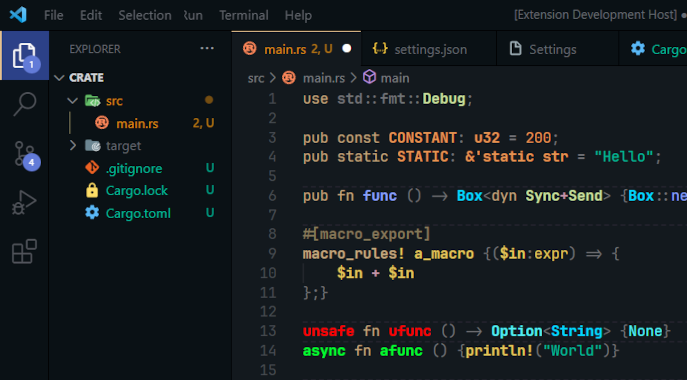 File Edit Run Terminal Help [Extension Development Host]
EXPLORER ...
main.rs 2, U
settings.json
Settings
Cargo
1
CRATE
src
main.rs 2, U
target
.gitignore U
Cargo.lock U
Cargo.toml U
4
src > main.rs > main
1 use std::fmt::Debug;
2
3 pub const CONSTANT: u32 = 200;
4 pub static STATIC: &'static str = "Hello";
5
6 pub fn func () -> Box<dyn Sync+Send> {Box::ne
7
8 #[macro_export]
9 macro_rules! a_macro {($in:expr) => {
10 $in + $in
11 };}
12
13 unsafe fn ufunc () -> Option<String> {None}
14 async fn afunc () {println!("World")}
15